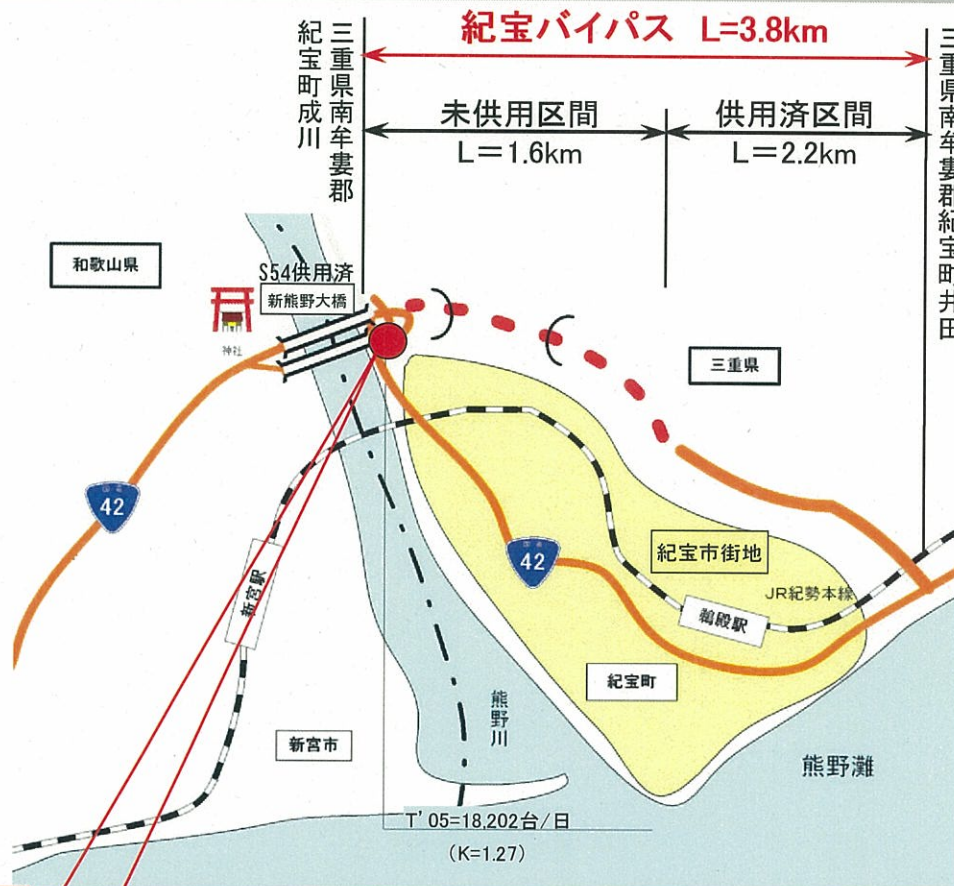 紀宝バイパス L=3.8km
三重県南牟婁郡
紀宝町成川
未供用区間
L=1.6km
供用済区間
L=2.2km
三重県南牟婁郡紀宝町井田
和歌山県
S54供用済
新熊野大橋
神社
三重県
42
42
紀宝市街地
JR紀勢本線
鵜殿駅
新宮駅
紀宝町
熊野川
新宮市
熊野灘
T'05=18,202台/日
(K=1.27)